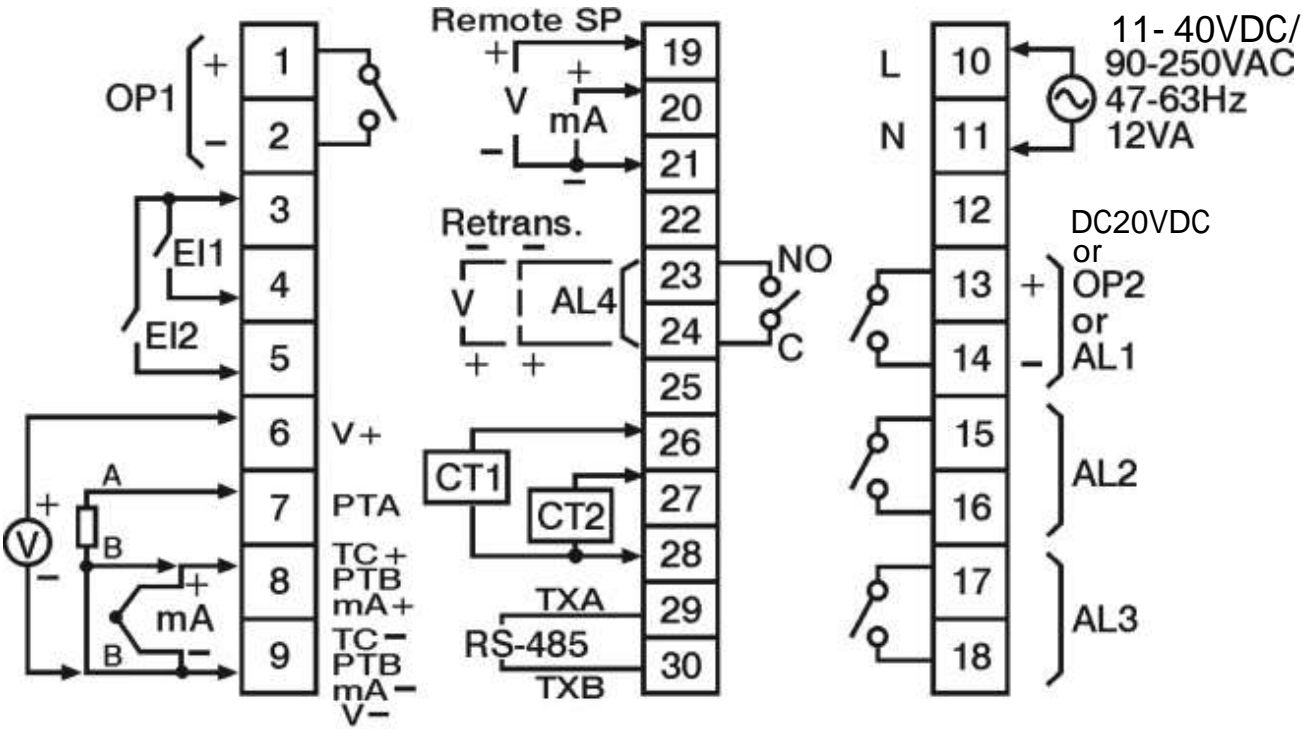 OP1
+
−
1
2
3
4
5
6
7
8
9
EI1
EI2
V+
PTA
TC+
PTB
mA+
TC−
PTB
mA−
V−
A
B
B
+
V
−
+
mA
−
Remote SP
+
V
−
+
mA
−
Retrans.
−
−
V
+
+
AL4
NO
C
19
20
21
22
23
24
25
26
27
28
29
30
CT1
CT2
TXA
RS-485
TXB
L
N
10
11
12
13
14
15
16
17
18
11- 40VDC/
90-250VAC
47-63Hz
12VA
DC20VDC
or
+ OP2
or
− AL1
AL2
AL3